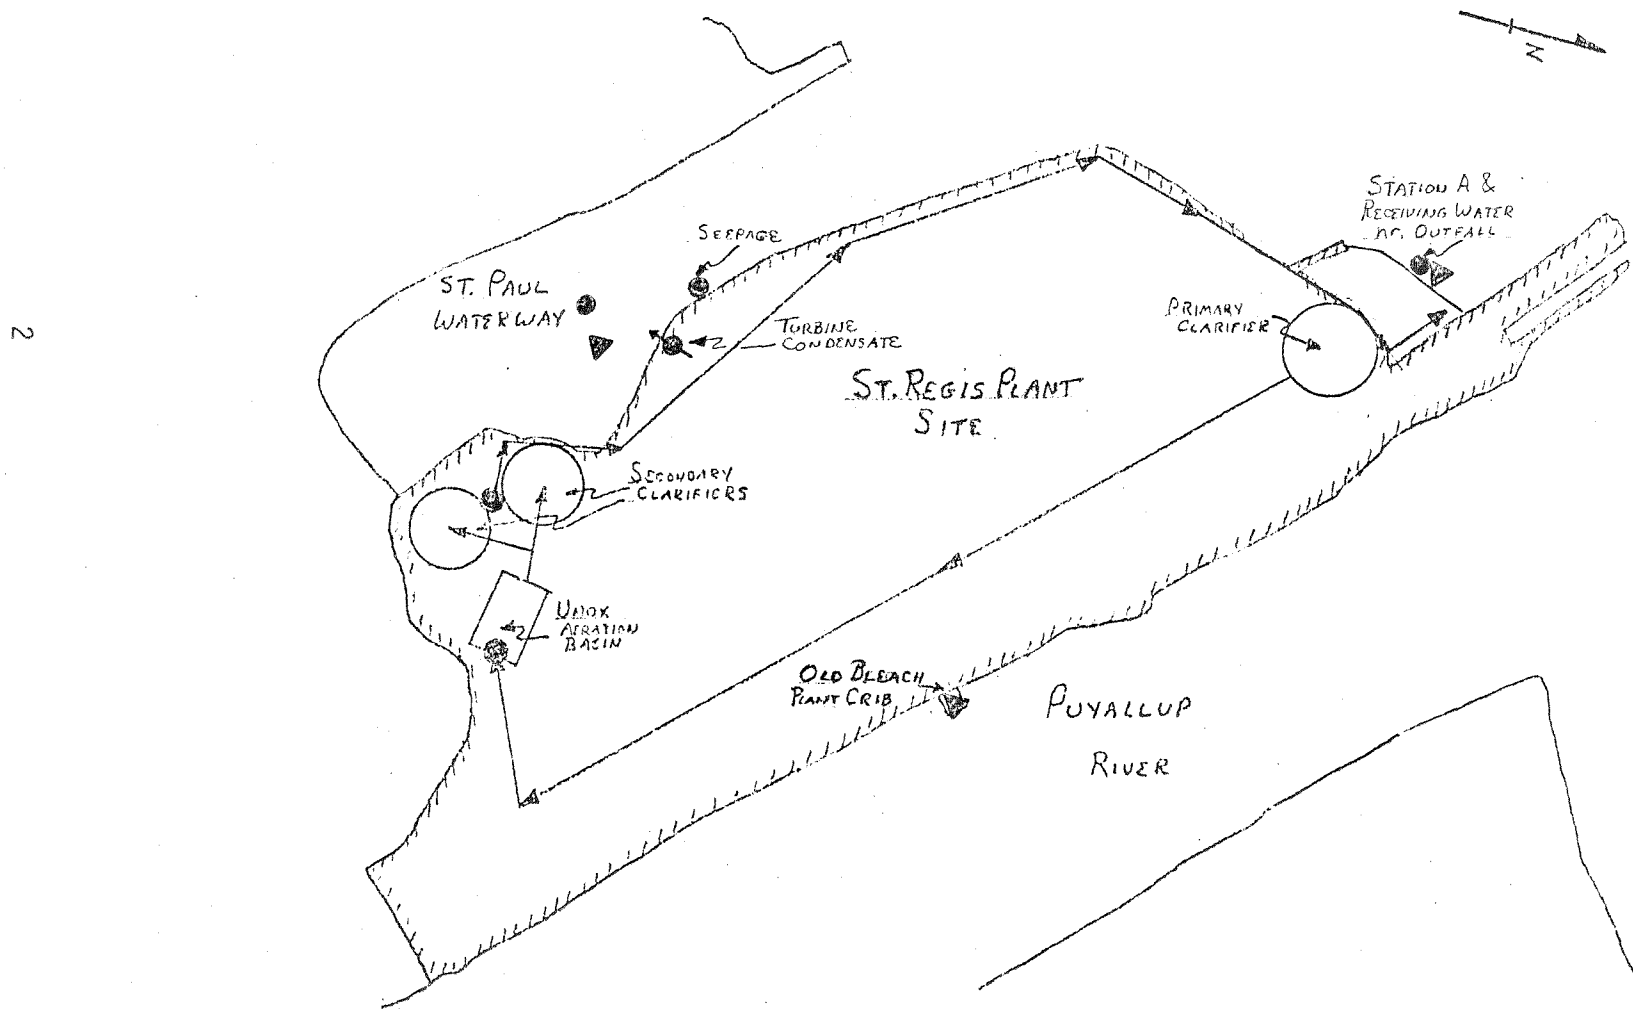 N
STATION A &
RECEIVING WATER
nr. OUTFALL
SEEPAGE
ST. PAUL
WATERWAY
TURBINE
CONDENSATE
PRIMARY
CLARIFIER
ST. REGIS PLANT
SITE
SECONDARY
CLARIFIERS
UNOX
AERATION
BASIN
OLD BLEACH
PLANT CRIB
PUYALLUP
RIVER
2